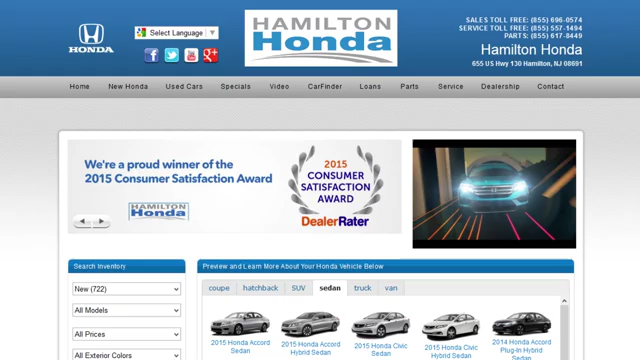 HONDA
Select Language
HAMILTON
Honda
SALES TOLL FREE: (855) 696-0574
SERVICE TOLL FREE: (855) 557-1494
PARTS: (855) 617-8449
Hamilton Honda
655 US Hwy 130 Hamilton, NJ 08691
Home New Honda Used Cars Specials Video CarFinder Loans Parts Service Dealership Contact
We're a proud winner of the
2015 Consumer Satisfaction Award
HAMILTON
Honda
2015
CONSUMER
SATISFACTION
AWARD
DealerRater
Search Inventory
New (722)
All Models
All Prices
All Exterior Colors
Preview and Learn More About Your Honda Vehicle Below
coupe hatchback SUV sedan truck van
2015 Honda Accord
Sedan
2015 Honda Accord
Hybrid Sedan
2015 Honda Civic
Sedan
2015 Honda Civic
Hybrid Sedan
2014 Honda Accord
Plug-In Hybrid
Sedan